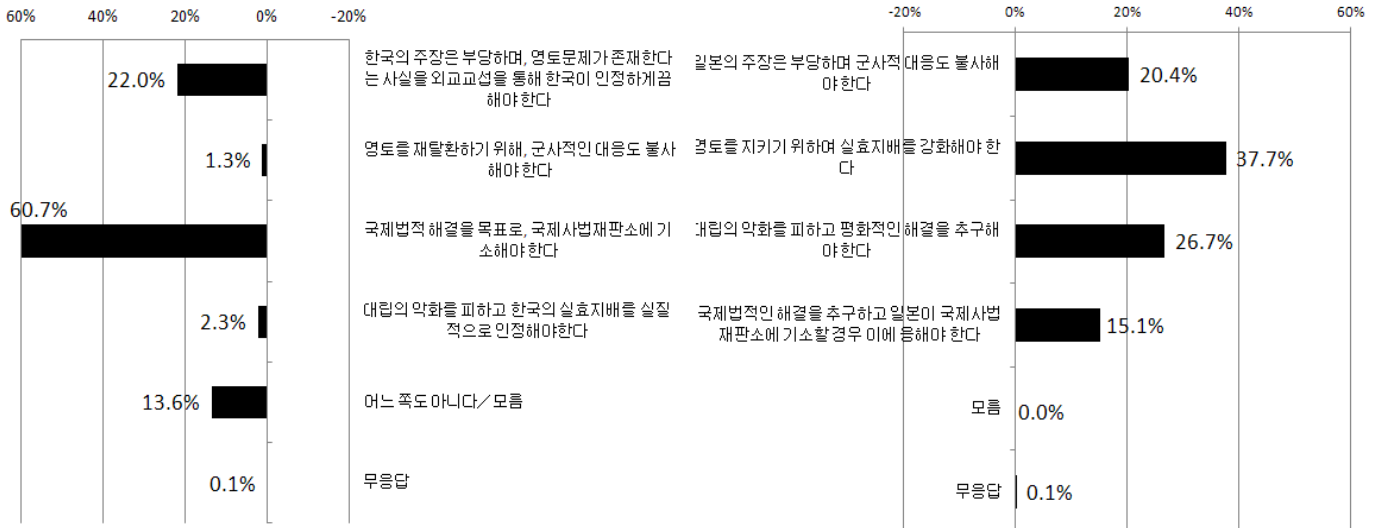 60% 40% 20% 0% -20%
22.0%
한국의 주장은 부당하며, 영토문제가 존재한다
는 사실을 외교교섭을 통해 한국이 인정하게끔
해야 한다
1.3%
영토를 재탈환하기 위해, 군사적인 대응도 불사
해야 한다
60.7%
국제법적 해결을 목표로, 국제사법재판소에 기
소해야 한다
2.3%
대립의 악화를 피하고 한국의 실효지배를 실질
적으로 인정해야한다
13.6%
어느 쪽도 아니다／모름
0.1%
무응답
-20% 0% 20% 40% 60%
일본의 주장은 부당하며 군사적 대응도 불사해
야 한다
20.4%
영토를 지키기 위하여 실효지배를 강화해야 한
다
37.7%
대립의 악화를 피하고 평화적인 해결을 추구해
야 한다
26.7%
국제법적인 해결을 추구하고 일본이 국제사법
재판소에 기소할 경우 이에 응해야 한다
15.1%
모름
0.0%
무응답
0.1%